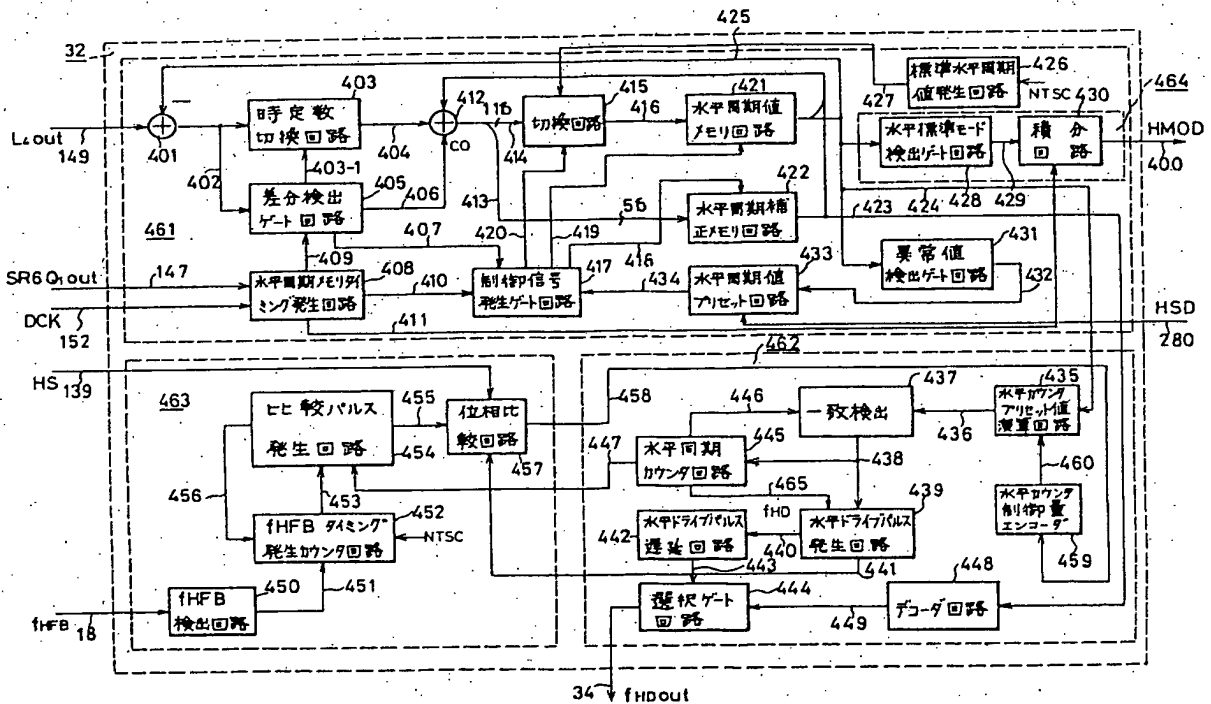 425
32
403
412
116
415
421
標準水平周期
値発生回路
426
427
NTSC
430
464
L4out
149
−
401
時定数
切換回路
404
CO
414
切換回路
416
水平周期値
メモリ回路
水平標準モード
検出ゲート回路
積分
回路
HMOD
400
402
403-1
差分検出
ゲート回路
405
406
413
422
429
428
424
461
407
420
419
56
416
水平周期補
正メモリ回路
423
異常値
検出ゲート回路
431
432
409
SR6Q1out
147
水平周期メモリタイ
ミング発生回路
408
410
制御信号
発生ゲート回路
417
434
水平周期値
プリセット回路
433
DCK
152
411
HSD
280
462
HS
139
463
458
437
435
比較パルス
発生回路
455
454
位相比
較回路
457
446
一致検出
436
水平カウンタ
プリセット値
演算回路
447
水平同期
カウンタ回路
445
438
460
456
453
465
fHD
439
水平カウンタ
制御量
エンコーダ
459
fHFBタイミング
発生カウンタ回路
452
NTSC
442
水平ドライブパルス
遅延回路
440
水平ドライブパルス
発生回路
441
443
450
451
444
448
fHFB
18
fHFB
検出回路
選択ゲート
回路
449
デコーダ回路
34
fHDout